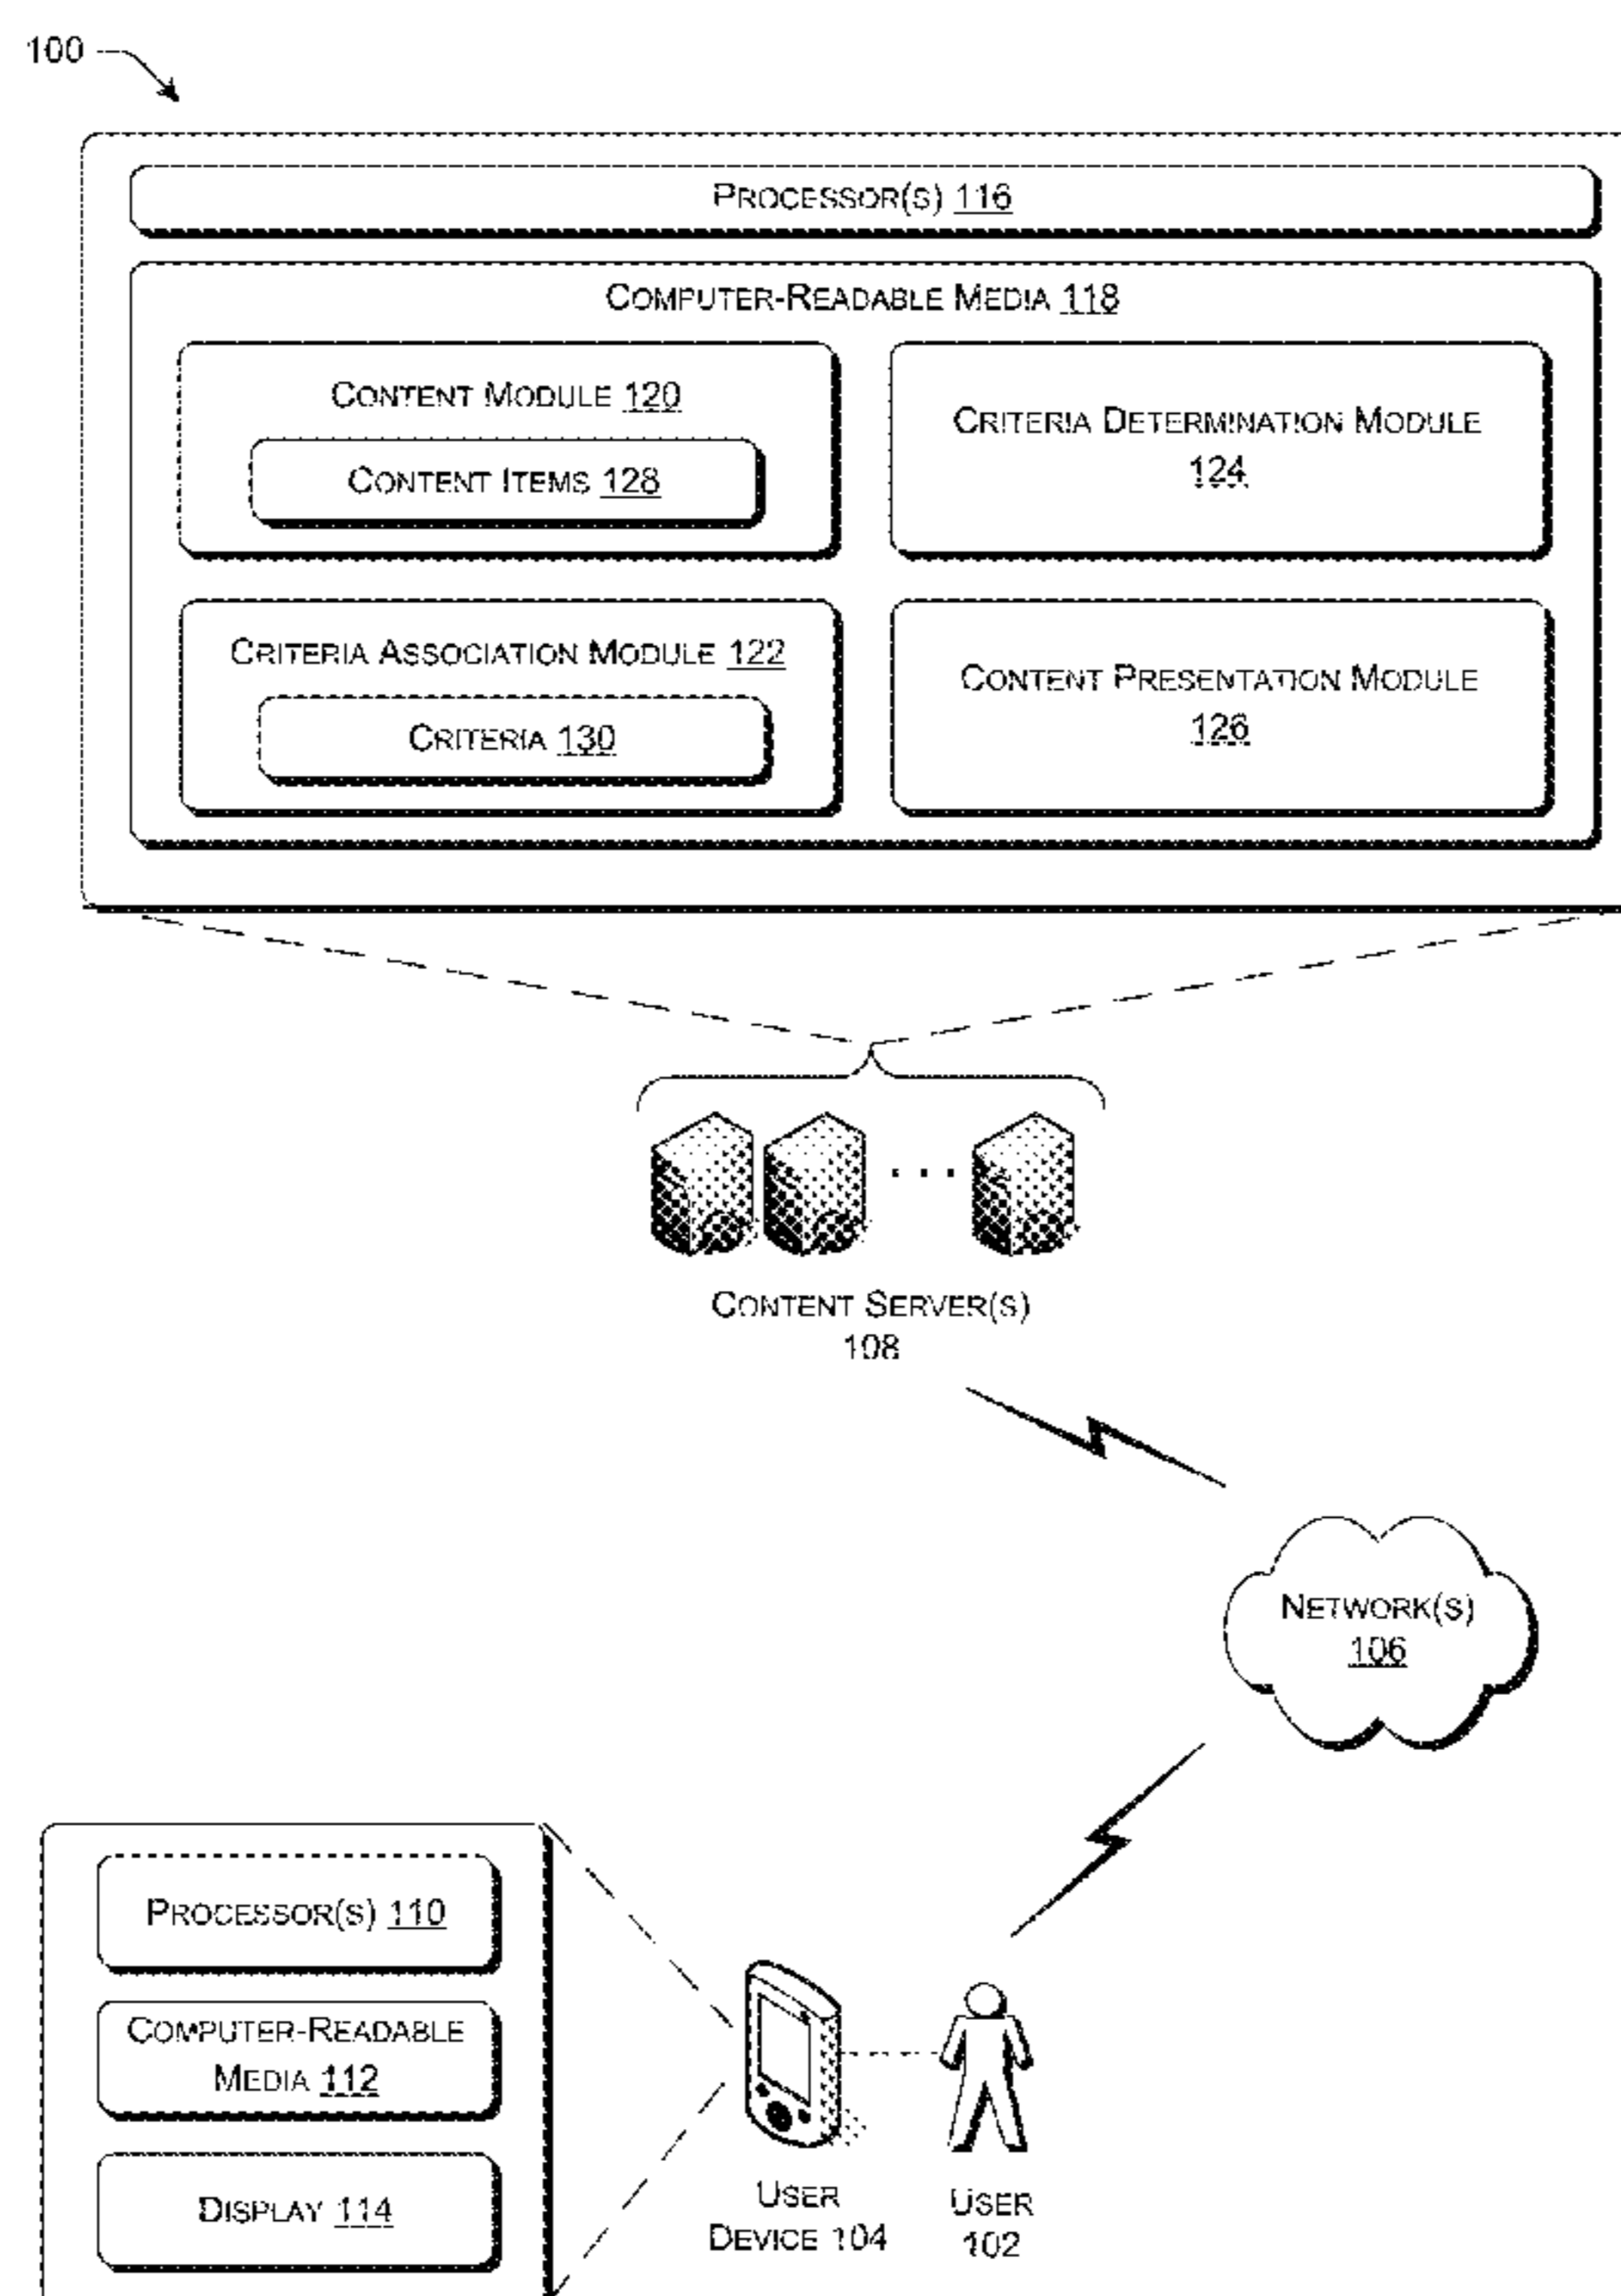 100
PROCESSOR(S) 116
COMPUTER-READABLE MEDIA 118
CONTENT MODULE 120
CONTENT ITEMS 128
CRITERIA DETERMINATION MODULE
124
CRITERIA ASSOCIATION MODULE 122
CRITERIA 130
CONTENT PRESENTATION MODULE
126
CONTENT SERVER(S)
108
NETWORK(S)
106
PROCESSOR(S) 110
COMPUTER-READABLE
MEDIA 112
DISPLAY 114
USER
DEVICE 104
USER
102